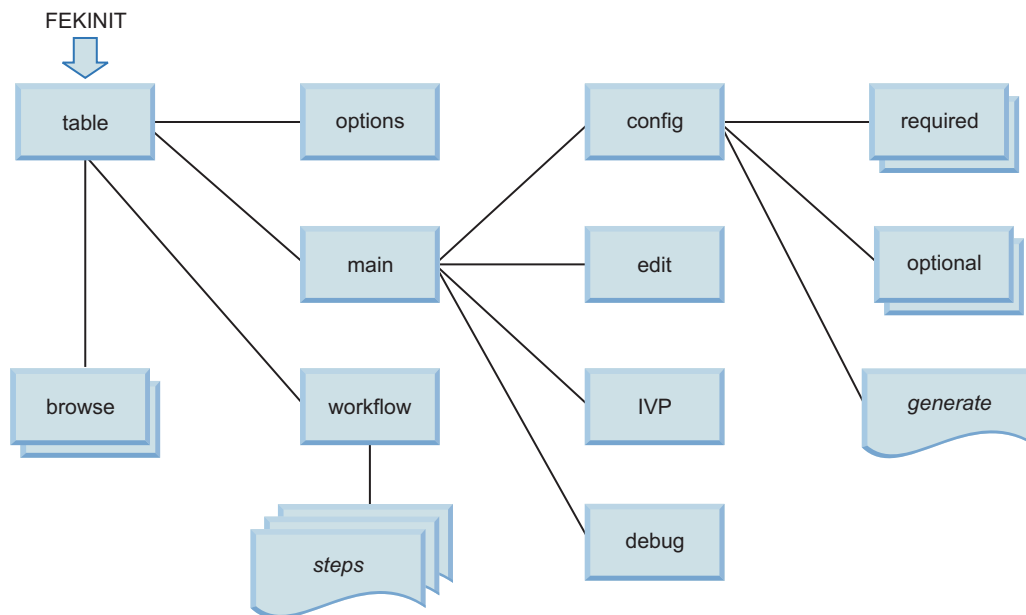 FEKINIT
table
options
config
required
main
edit
optional
browse
workflow
IVP
generate
steps
debug